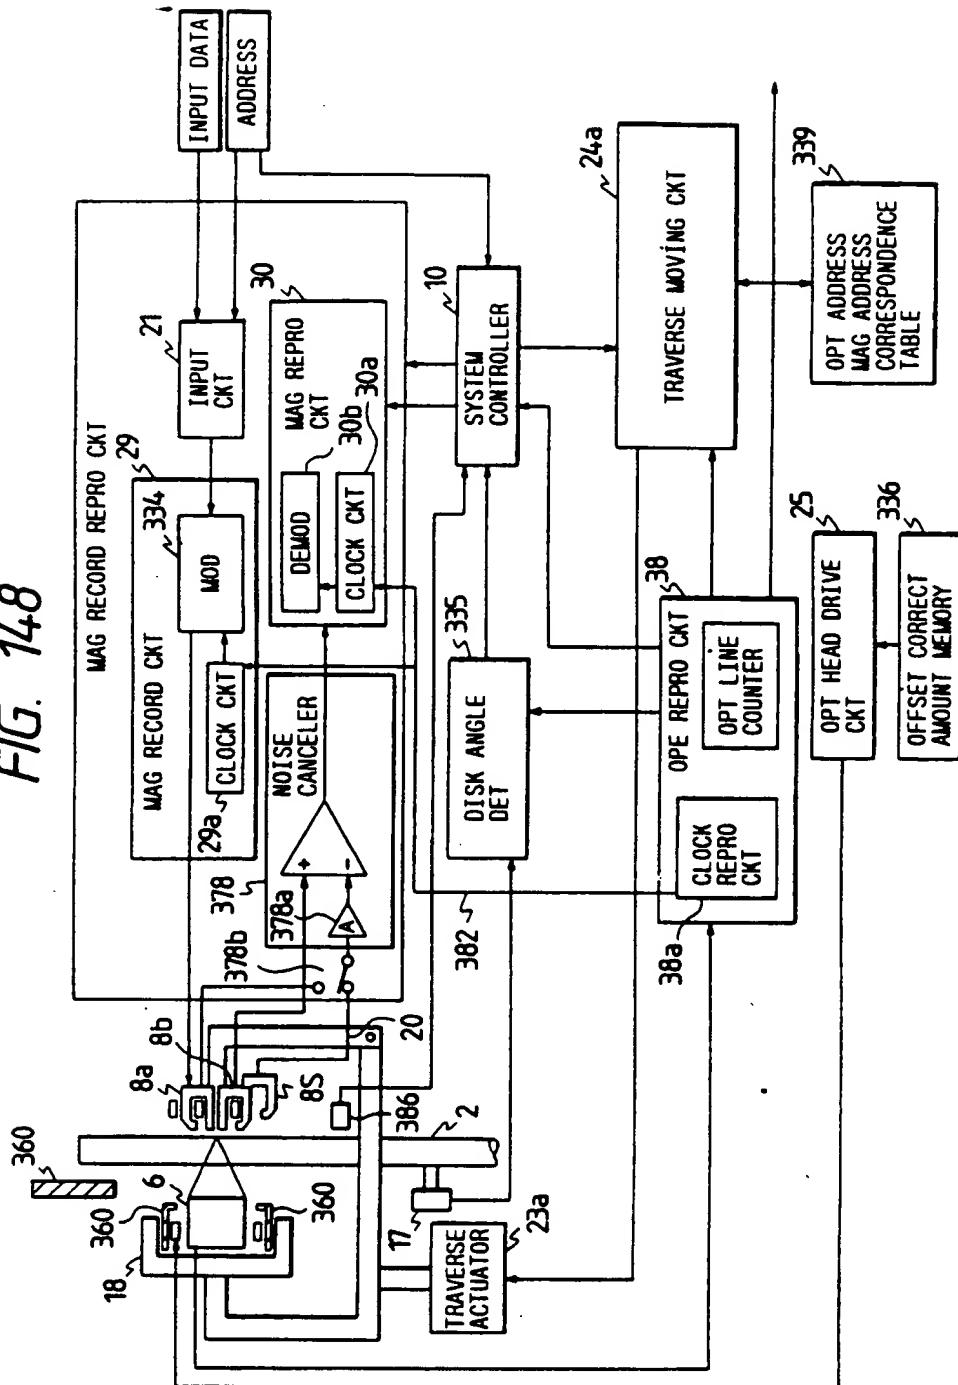 FIG. 148
INPUT DATA
ADDRESS
MAG RECORD REPRO CKT
21
INPUT
CKT
29
334
MAG RECORD CKT
MOD
CLOCK CKT
29a
30
MAG REPRO
CKT
30b
30a
DEMOD
CLOCK CKT
NOISE
CANCELER
+
−
A
378
378a
378b
20
8a
8b
8S
386
2
360
6
360
360
18
17
23a
TRAVERSE
ACTUATOR
10
SYSTEM
CONTROLLER
335
DISK ANGLE
DET
382
24a
TRAVERSE MOVING CKT
339
OPT ADDRESS
MAG ADDRESS
CORRESPONDENCE
TABLE
38
OPE REPRO CKT
OPT LINE
COUNTER
CLOCK
REPRO
CKT
38a
25
OPT HEAD DRIVE
CKT
336
OFFSET CORRECT
AMOUNT MEMORY